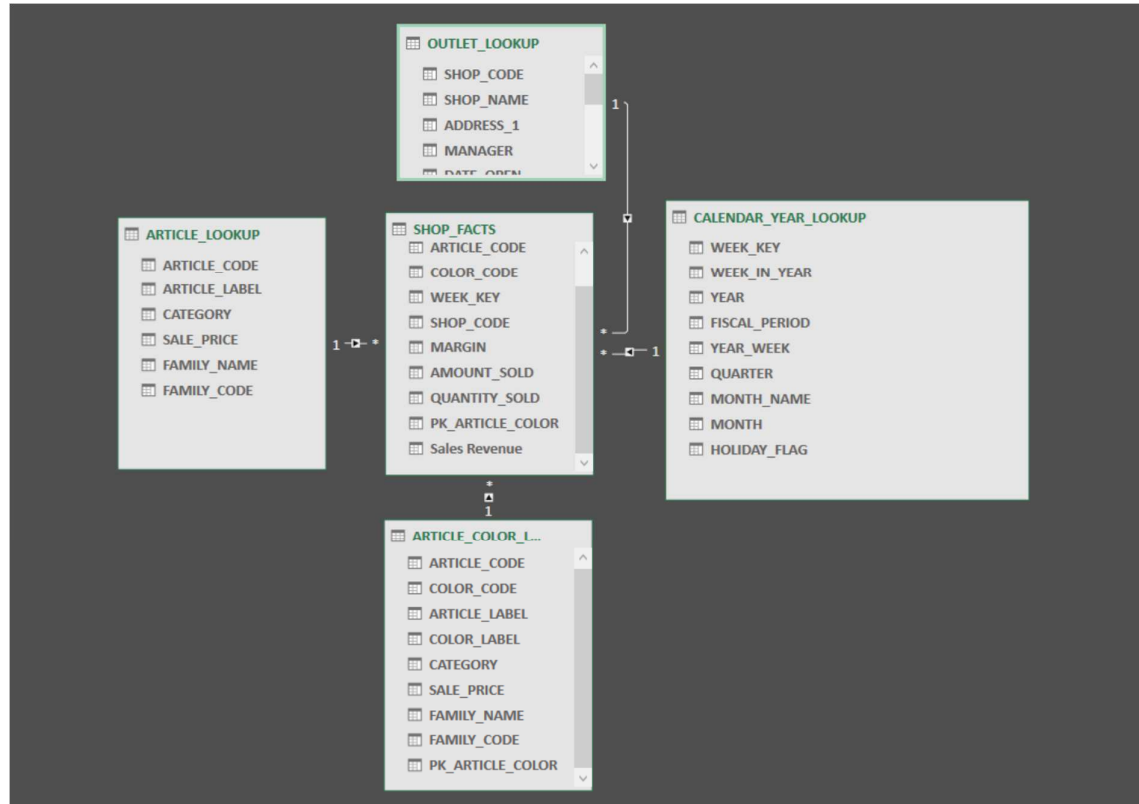 OUTLET_LOOKUP
SHOP_CODE
SHOP_NAME
ADDRESS_1
MANAGER
DATE_OPEN
1
ARTICLE_LOOKUP
ARTICLE_CODE
ARTICLE_LABEL
CATEGORY
SALE_PRICE
FAMILY_NAME
FAMILY_CODE
1
*
SHOP_FACTS
ARTICLE_CODE
COLOR_CODE
WEEK_KEY
SHOP_CODE
MARGIN
AMOUNT_SOLD
QUANTITY_SOLD
PK_ARTICLE_COLOR
Sales Revenue
*
*
1
CALENDAR_YEAR_LOOKUP
WEEK_KEY
WEEK_IN_YEAR
YEAR
FISCAL_PERIOD
YEAR_WEEK
QUARTER
MONTH_NAME
MONTH
HOLIDAY_FLAG
*
1
ARTICLE_COLOR_L...
ARTICLE_CODE
COLOR_CODE
ARTICLE_LABEL
COLOR_LABEL
CATEGORY
SALE_PRICE
FAMILY_NAME
FAMILY_CODE
PK_ARTICLE_COLOR